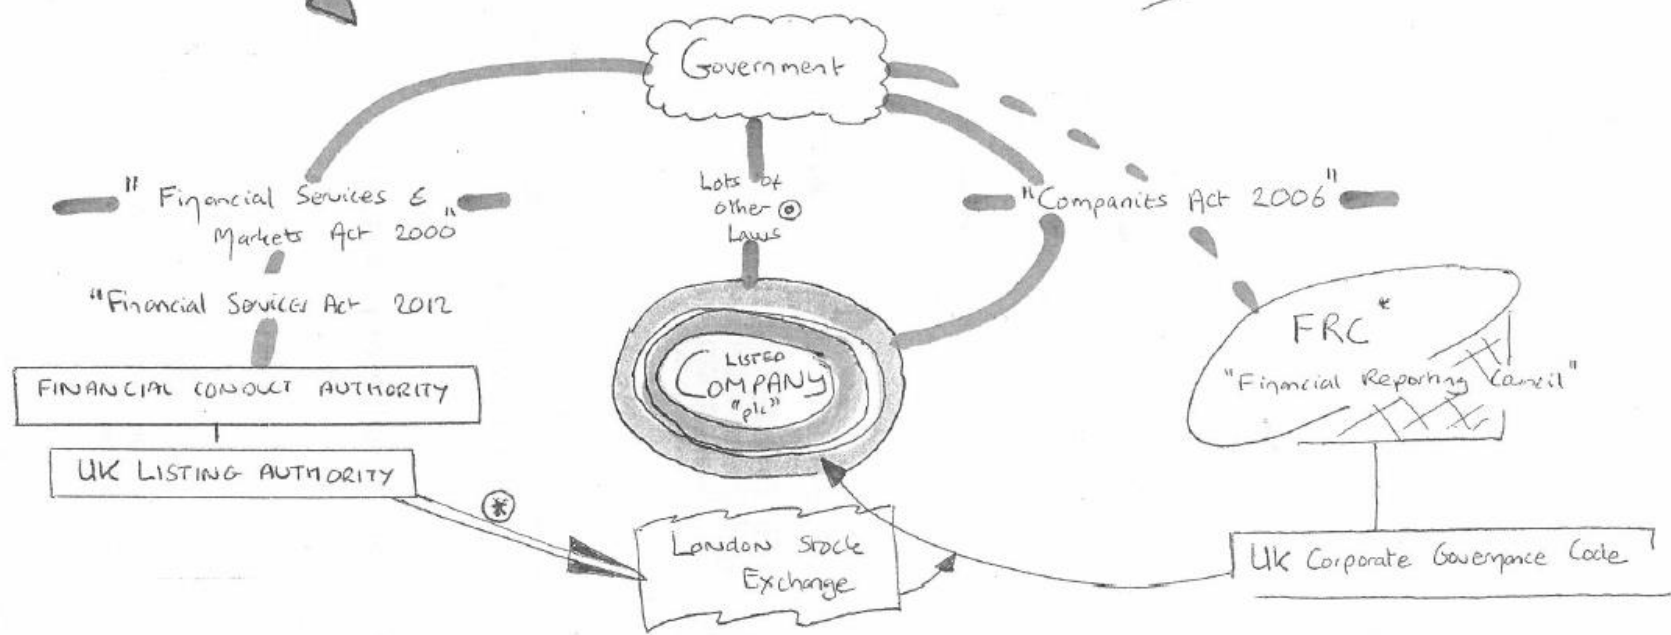 Government
" Financial Services &
Markets Act 2000"
Lots of
other
Laws
"Companies Act 2006"
"Financial Services Act 2012
FRC *
"Financial Reporting Council"
FINANCIAL CONDUCT AUTHORITY
LISTED
COMPANY
"plc"
UK LISTING AUTHORITY
*
London Stock
Exchange
UK Corporate Governance Code